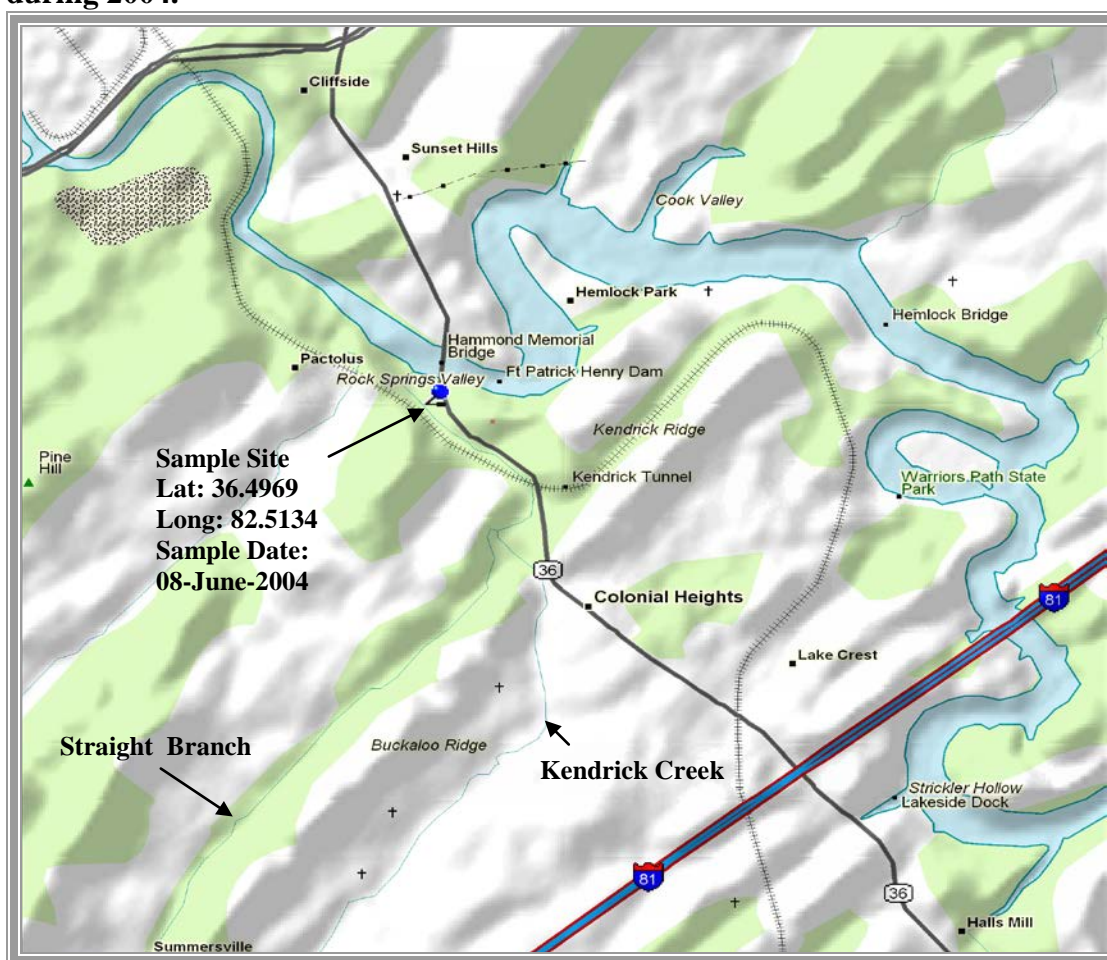 during 2004.
Cliffside
Sunset Hills
Cook Valley
Hemlock Park
Hemlock Bridge
Hammond Memorial
Bridge
Pactolus
Ft Patrick Henry Dam
Rock Springs Valley
Kendrick Ridge
Pine
Hill
Sample Site
Lat: 36.4969
Long: 82.5134
Sample Date:
08-June-2004
Kendrick Tunnel
Warriors Path State
Park
36
Colonial Heights
81
Lake Crest
Straight Branch
Buckaloo Ridge
Kendrick Creek
Strickler Hollow
Lakeside Dock
81
36
Halls Mill
Summersville